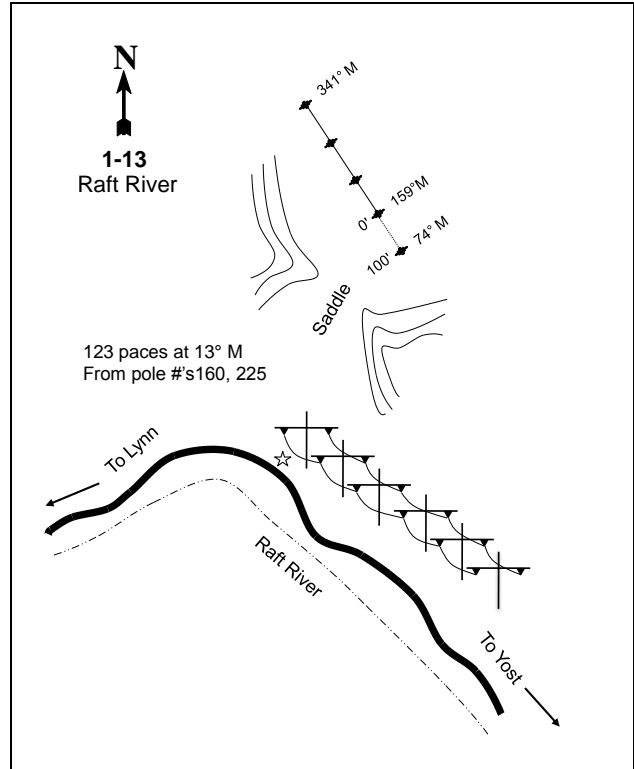 N
1-13
Raft River
341° M
159°M
0'
74° M
100'
Saddle
123 paces at 13° M
From pole #'s160, 225
To Lynn
Raft River
To Yost